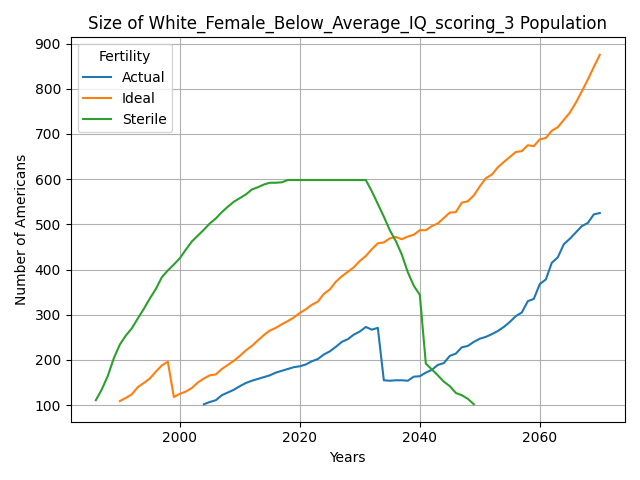 Size of White_Female_Below_Average_IQ_scoring_3 Population
Fertility
Actual
Ideal
Sterile
Number of Americans
900
800
700
600
500
400
300
200
100
2000
2020
2040
2060
Years